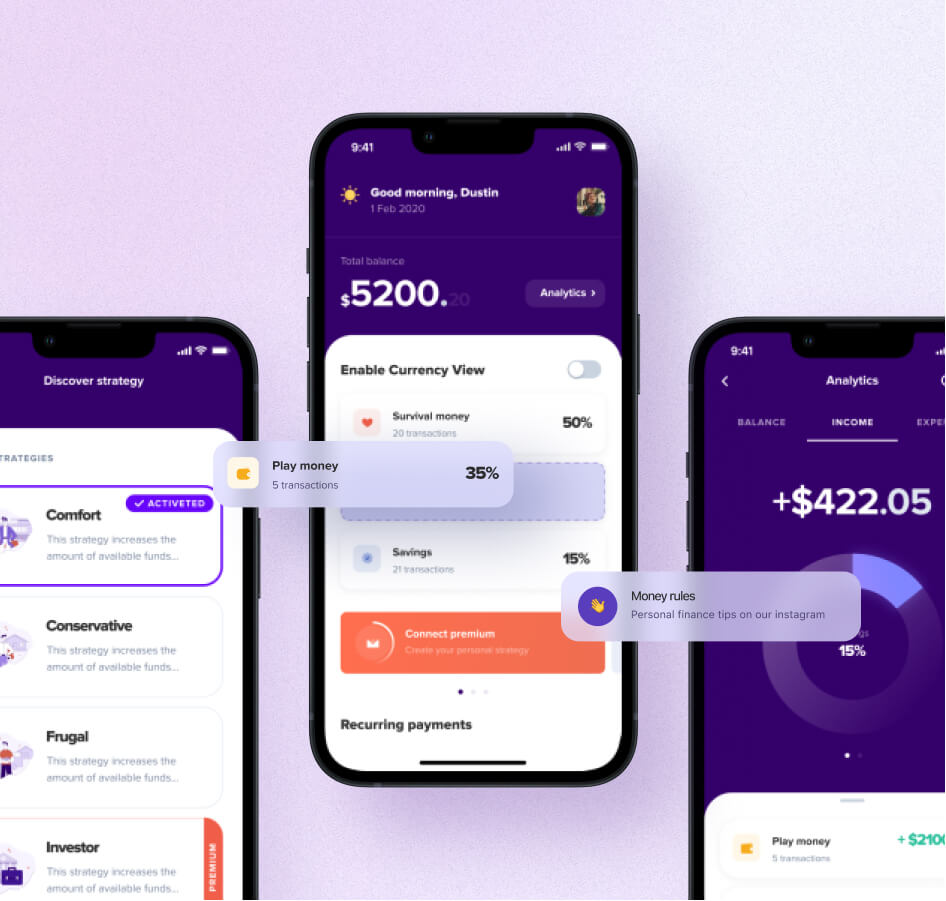 9:41
Good morning, Dustin
1 Feb 2020
Total balance
$5200.20
Analytics ›
Enable Currency View
Survival money
20 transactions
50%
Play money
5 transactions
35%
Savings
21 transactions
15%
Connect premium
Create your personal strategy
Recurring payments
Discover strategy
ACTIVETED
Comfort
This strategy increases the
amount of available funds...
Conservative
This strategy increases the
amount of available funds...
Frugal
This strategy increases the
amount of available funds...
Investor
This strategy increases the
amount of available funds...
PREMIUM
9:41
Analytics
BALANCE
INCOME
+$422.05
Money rules
Personal finance tips on our instagram
15%
Play money
5 transactions